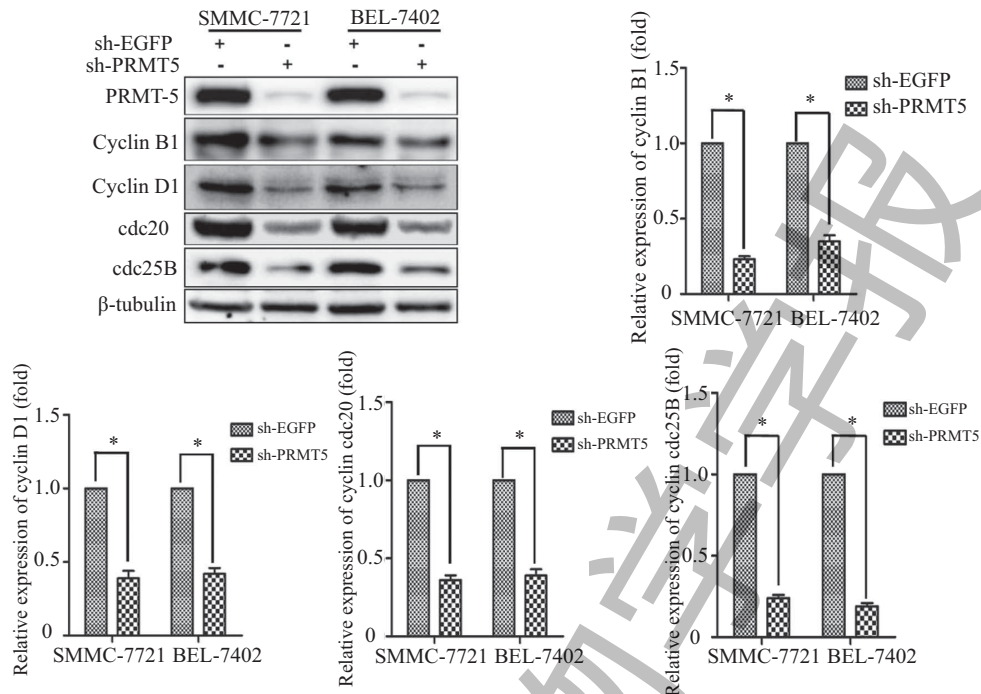 SMMC-7721 BEL-7402
sh-EGFP + - + -
sh-PRMT5 - + - +
PRMT-5
Cyclin B1
Cyclin D1
cdc20
cdc25B
β-tubulin
Relative expression of cyclin B1 (fold)
1.5
1.0
0.5
0
* *
sh-EGFP
sh-PRMT5
SMMC-7721 BEL-7402
Relative expression of cyclin D1 (fold)
1.5
1.0
0.5
0
* *
sh-EGFP
sh-PRMT5
SMMC-7721 BEL-7402
Relative expression of cyclin cdc20 (fold)
1.5
1.0
0.5
0
* *
sh-EGFP
sh-PRMT5
SMMC-7721 BEL-7402
Relative expression of cyclin cdc25B (fold)
1.5
1.0
0.5
0
* *
sh-EGFP
sh-PRMT5
SMMC-7721 BEL-7402
物学学报